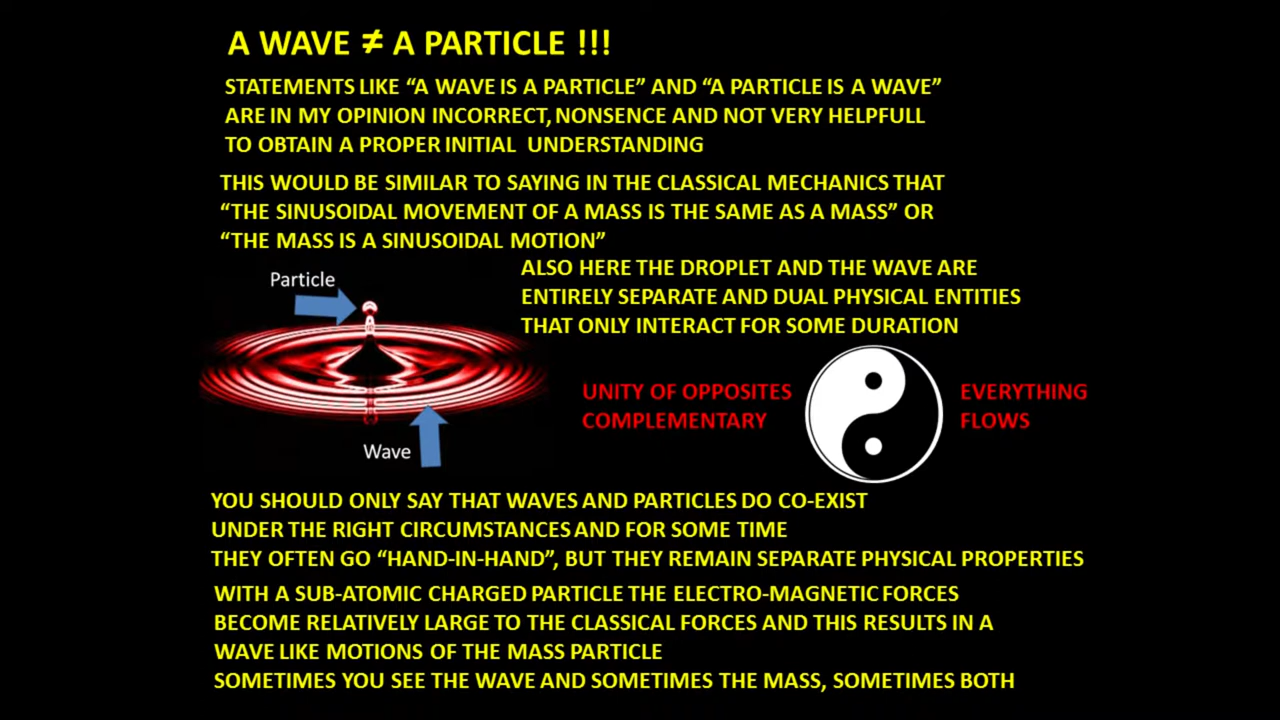 A WAVE ≠ A PARTICLE !!!
STATEMENTS LIKE “A WAVE IS A PARTICLE” AND “A PARTICLE IS A WAVE”
ARE IN MY OPINION INCORRECT, NONSENCE AND NOT VERY HELPFULL
TO OBTAIN A PROPER INITIAL UNDERSTANDING
THIS WOULD BE SIMILAR TO SAYING IN THE CLASSICAL MECHANICS THAT
“THE SINUSOIDAL MOVEMENT OF A MASS IS THE SAME AS A MASS” OR
“THE MASS IS A SINUSOIDAL MOTION”
Particle
ALSO HERE THE DROPLET AND THE WAVE ARE
ENTIRELY SEPARATE AND DUAL PHYSICAL ENTITIES
THAT ONLY INTERACT FOR SOME DURATION
UNITY OF OPPOSITES
COMPLEMENTARY
EVERYTHING
FLOWS
Wave
YOU SHOULD ONLY SAY THAT WAVES AND PARTICLES DO CO-EXIST
UNDER THE RIGHT CIRCUMSTANCES AND FOR SOME TIME
THEY OFTEN GO “HAND-IN-HAND”, BUT THEY REMAIN SEPARATE PHYSICAL PROPERTIES
WITH A SUB-ATOMIC CHARGED PARTICLE THE ELECTRO-MAGNETIC FORCES
BECOME RELATIVELY LARGE TO THE CLASSICAL FORCES AND THIS RESULTS IN A
WAVE LIKE MOTIONS OF THE MASS PARTICLE
SOMETIMES YOU SEE THE WAVE AND SOMETIMES THE MASS, SOMETIMES BOTH